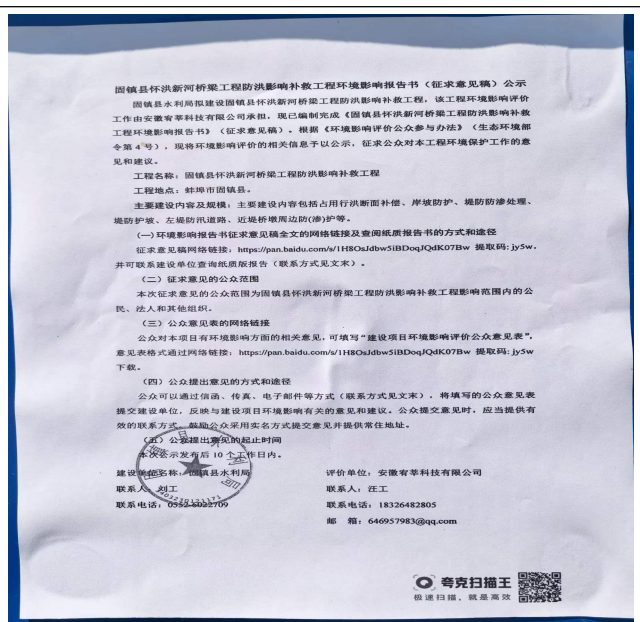 固镇县怀洪新河桥梁工程防洪影响补救工程环境影响报告书（征求意见稿）公示
固镇县水利局拟建设固镇县怀洪新河桥梁工程防洪影响补救工程，该工程环境影响评价
工作由安徽宥莘科技有限公司承担，现已编制完成《固镇县怀洪新河桥梁工程防洪影响补救
工程环境影响报告书》（征求意见稿）。根据《环境影响评价公众参与办法》（生态环境部
令第 4 号），现将环境影响评价的相关信息予以公示，征求公众对本工程环境保护工作的意
见和建议。
工程名称：固镇县怀洪新河桥梁工程防洪影响补救工程
工程地点：蚌埠市固镇县。
主要建设内容及规模：主要建设内容包括占用行洪断面补偿、岸坡防护、堤防防渗处理、
堤防护坡、左堤防汛道路、近堤桥墩周边防(渗)护等。
（一）环境影响报告书征求意见稿全文的网络链接及查阅纸质报告书的方式和途径
征求意见稿网络链接：https://pan.baidu.com/s/1H8OsJdbw5iBDoqJQdK07Bw 提取码: jy5w，
并可联系建设单位查询纸质版报告（联系方式见文末）。
（二）征求意见的公众范围
本次征求意见的公众范围为固镇县怀洪新河桥梁工程防洪影响补救工程影响范围内的公
民、法人和其他组织。
（三）公众意见表的网络链接
公众对本项目有环境影响方面的相关意见，可填写“建设项目环境影响评价公众意见表”，
意见表格式通过网络链接：https://pan.baidu.com/s/1H8OsJdbw5iBDoqJQdK07Bw 提取码: jy5w
下载。
（四）公众提出意见的方式和途径
公众可以通过信函、传真、电子邮件等方式（联系方式见文末），将填写的公众意见表
提交建设单位，反映与建设项目环境影响有关的意见和建议。公众提交意见时，应当提供有
效的联系方式，鼓励公众采用实名方式提交意见并提供常住地址。
（五）公众提出意见的起止时间
本次公示发布后 10 个工作日内。
建设单位名称：固镇县水利局 评价单位：安徽宥莘科技有限公司
联系人：刘工 联系人：汪工
联系电话：0552-6022709 联系电话：18326482805
邮 箱：646957983@qq.com
夸克扫描王
极速扫描，就是高效